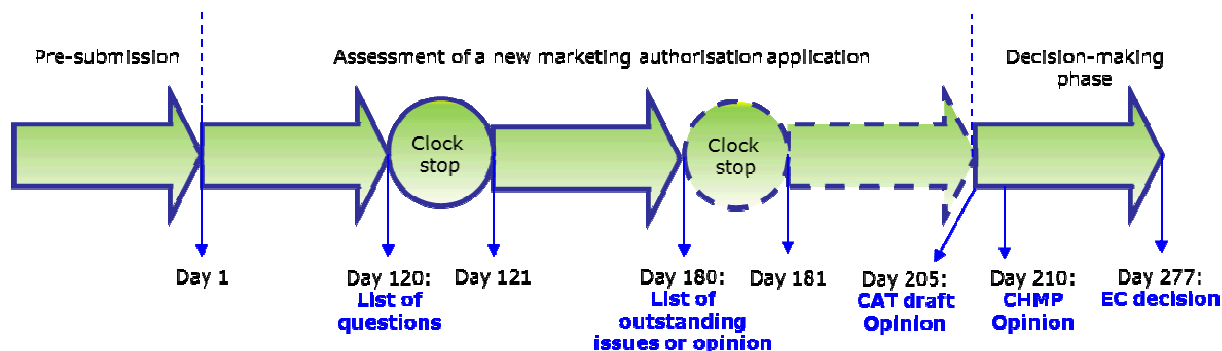 Pre-submission
Assessment of a new marketing authorisation application
Decision-making
phase
Clock
stop
Clock
stop
Day 1
Day 120:
List of
questions
Day 121
Day 180:
List of
outstanding
issues or opinion
Day 181
Day 205:
CAT draft
Opinion
Day 210:
CHMP
Opinion
Day 277:
EC decision